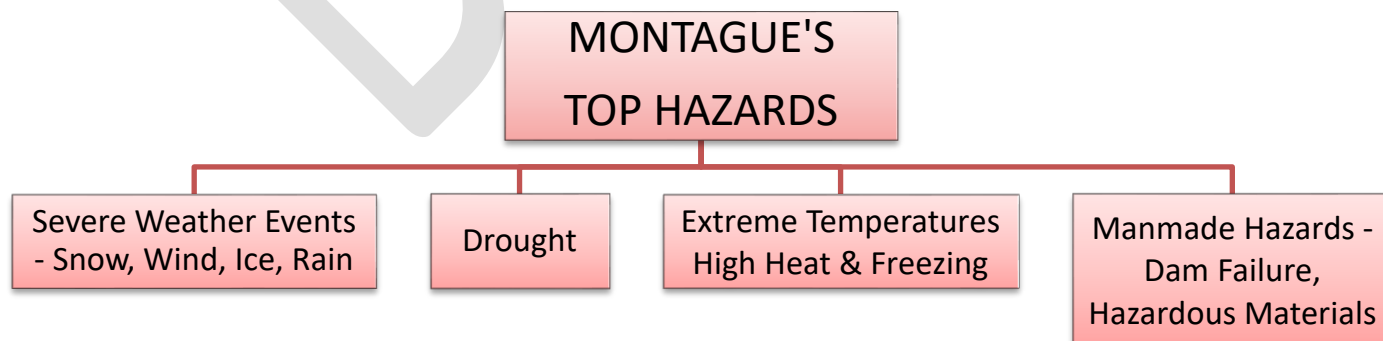 MONTAGUE'S
TOP HAZARDS
Severe Weather Events
- Snow, Wind, Ice, Rain
Drought
Extreme Temperatures
High Heat & Freezing
Manmade Hazards -
Dam Failure,
Hazardous Materials